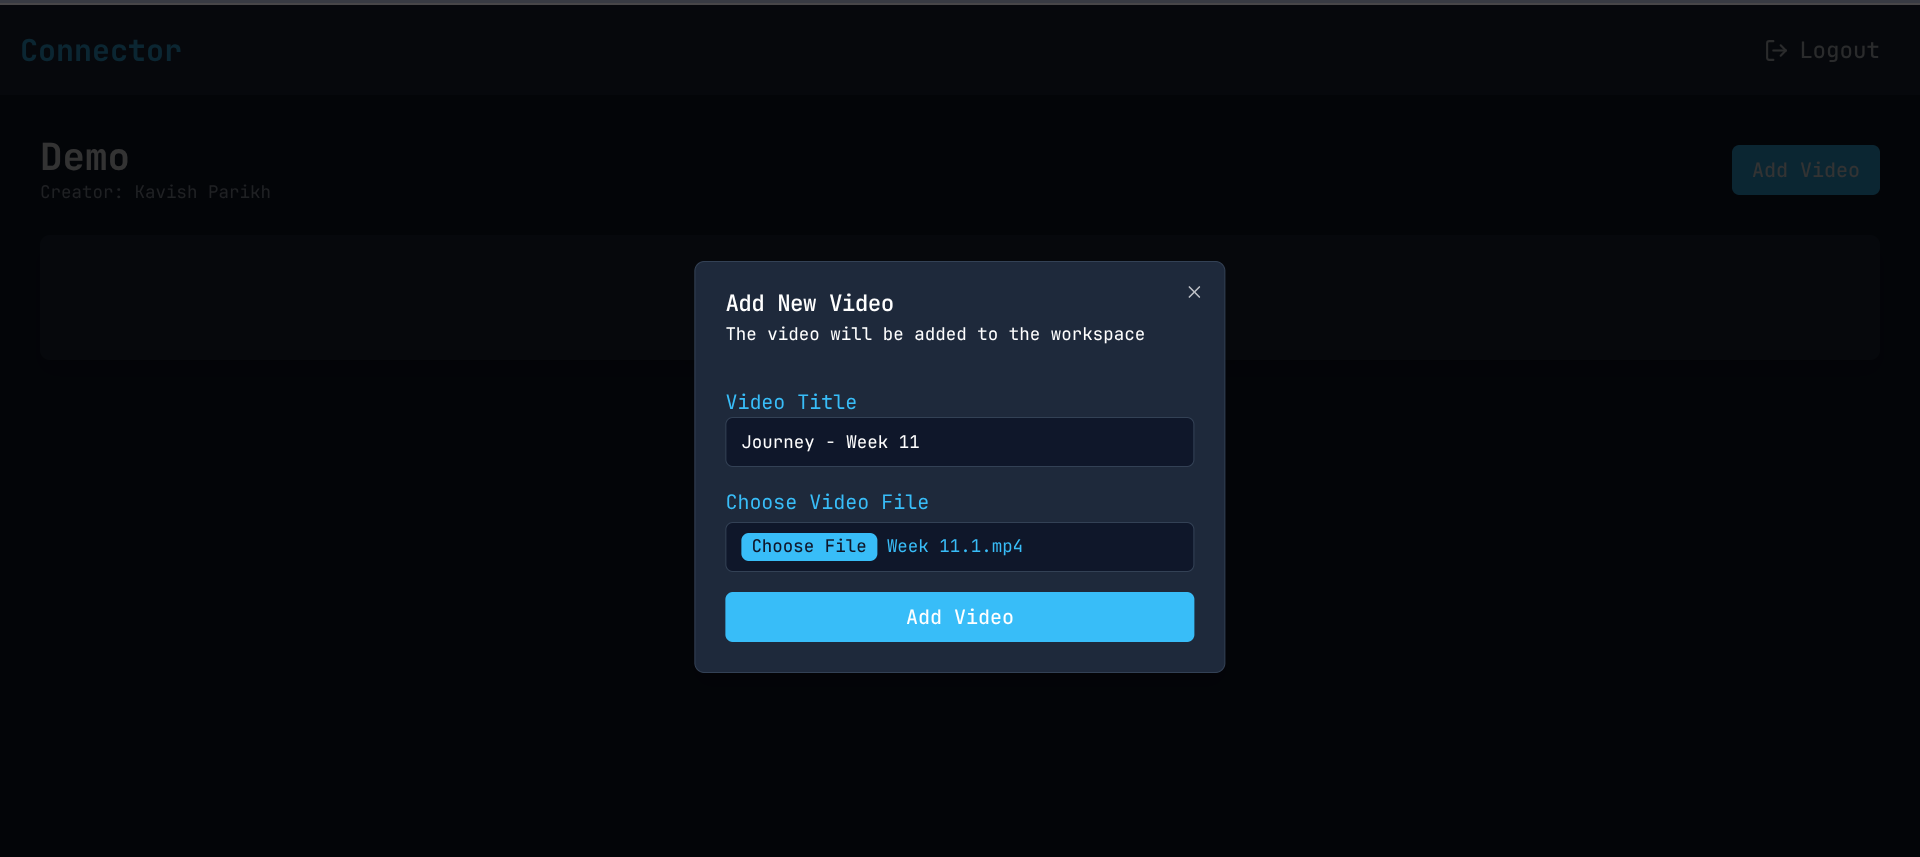 Connector
Logout
Demo
Creator: Kavish Parikh
Add Video
Add New Video
The video will be added to the workspace
Video Title
Journey - Week 11
Choose Video File
Choose File Week 11.1.mp4
Add Video